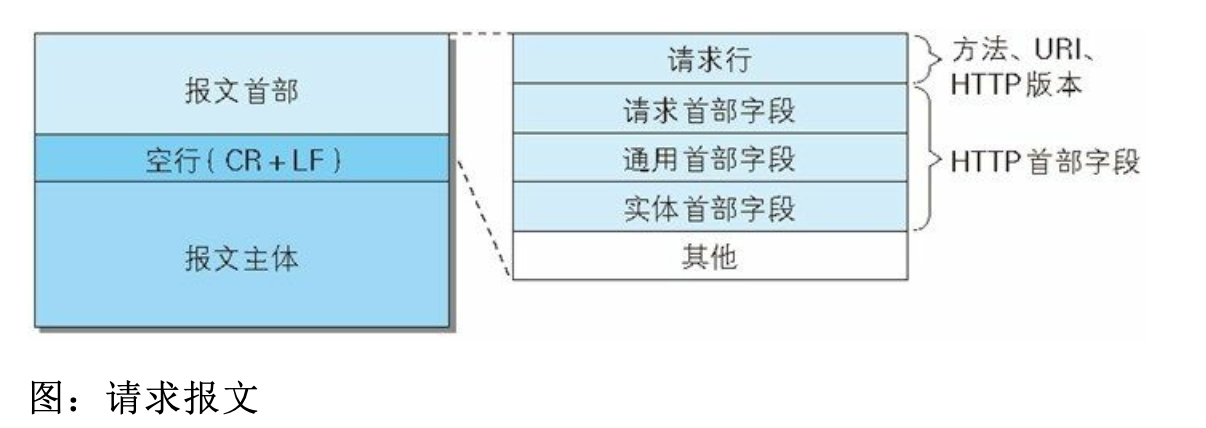 报文首部
空行(CR+LF)
报文主体
请求行
请求首部字段
通用首部字段
实体首部字段
其他
方法、URI、
HTTP版本
HTTP首部字段
图：请求报文